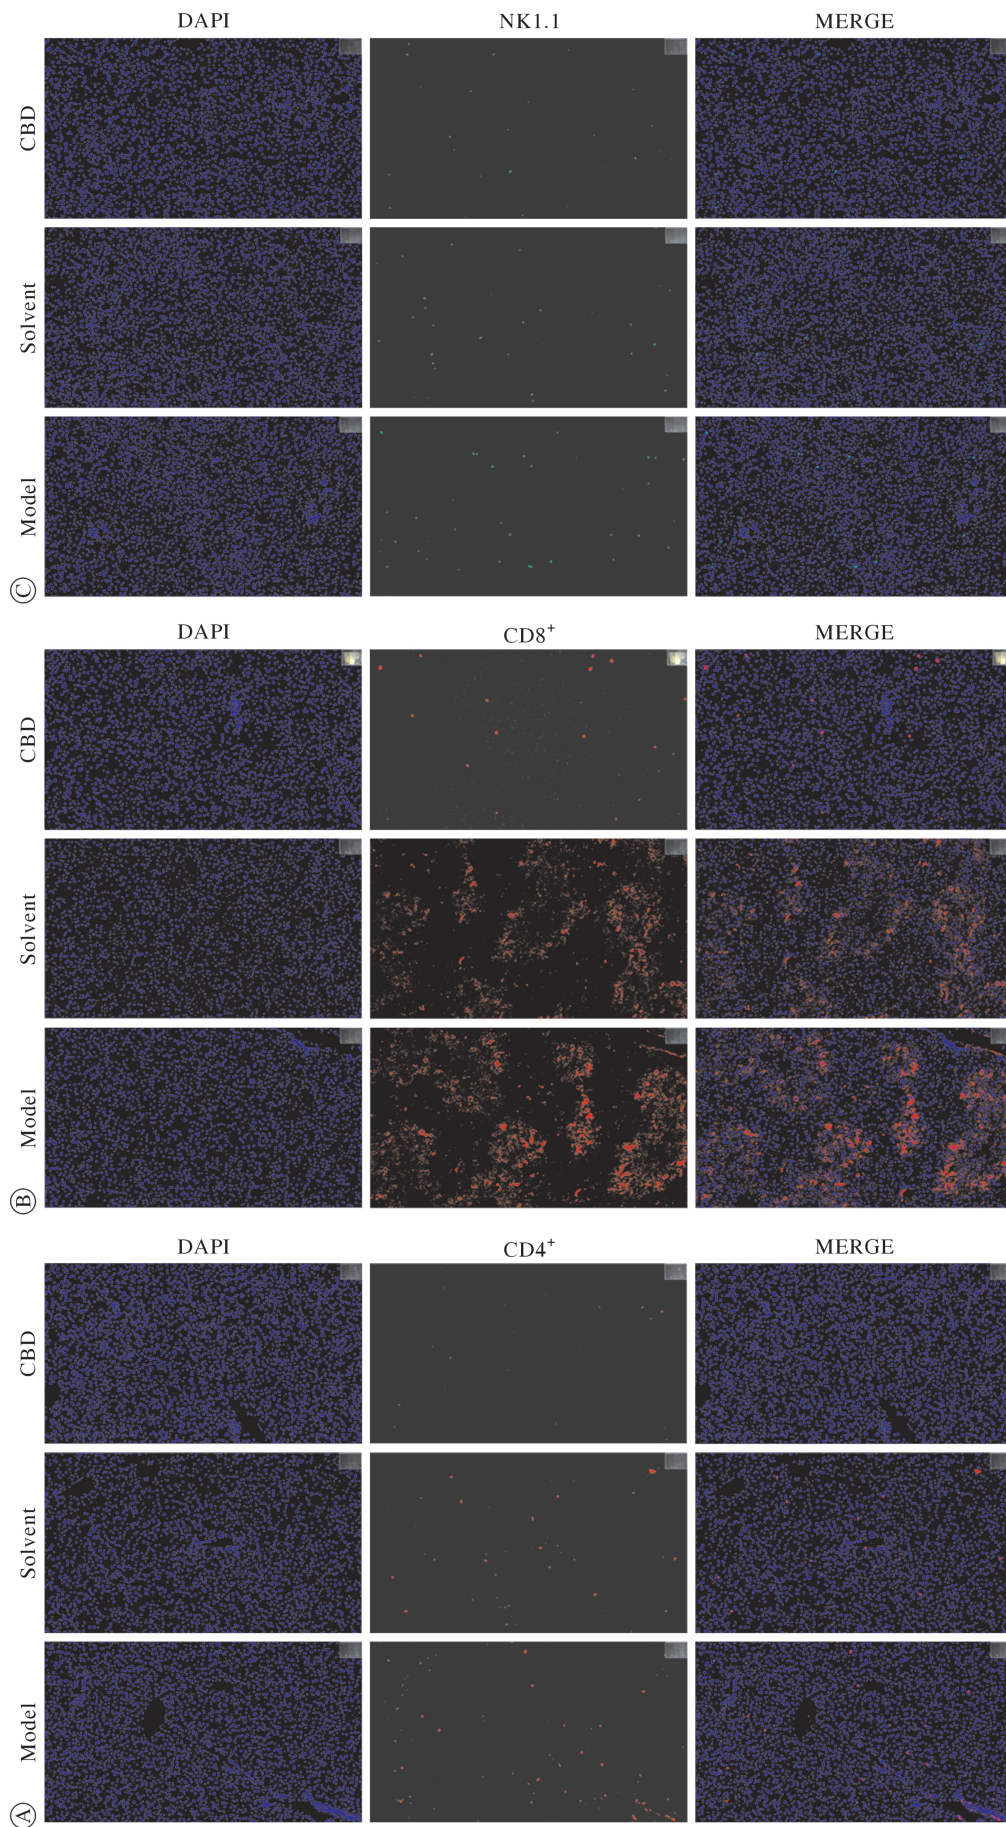 DAPI NK1.1 MERGE
CBD
Solvent
Model
Ⓒ
DAPI CD8⁺ MERGE
CBD
Solvent
Model
Ⓑ
DAPI CD4⁺ MERGE
CBD
Solvent
Model
Ⓐ